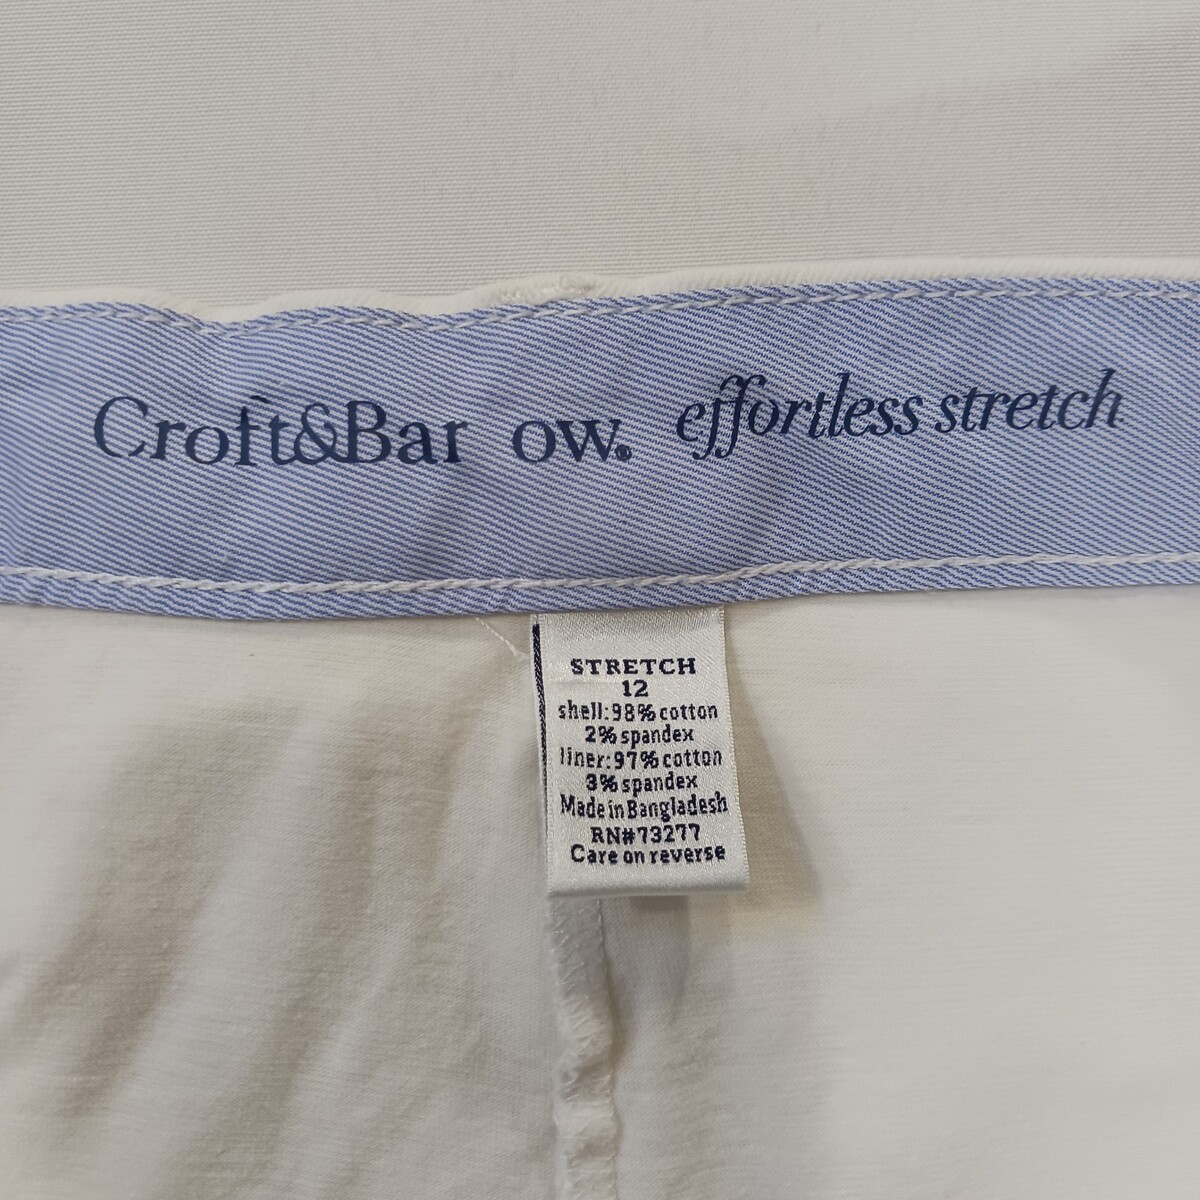 Croft&Bar ow® effortless stretch
STRETCH
12
shell:98% cotton
2% spandex
liner:97% cotton
3% spandex
Made in Bangladesh
RN#73277
Care on reverse